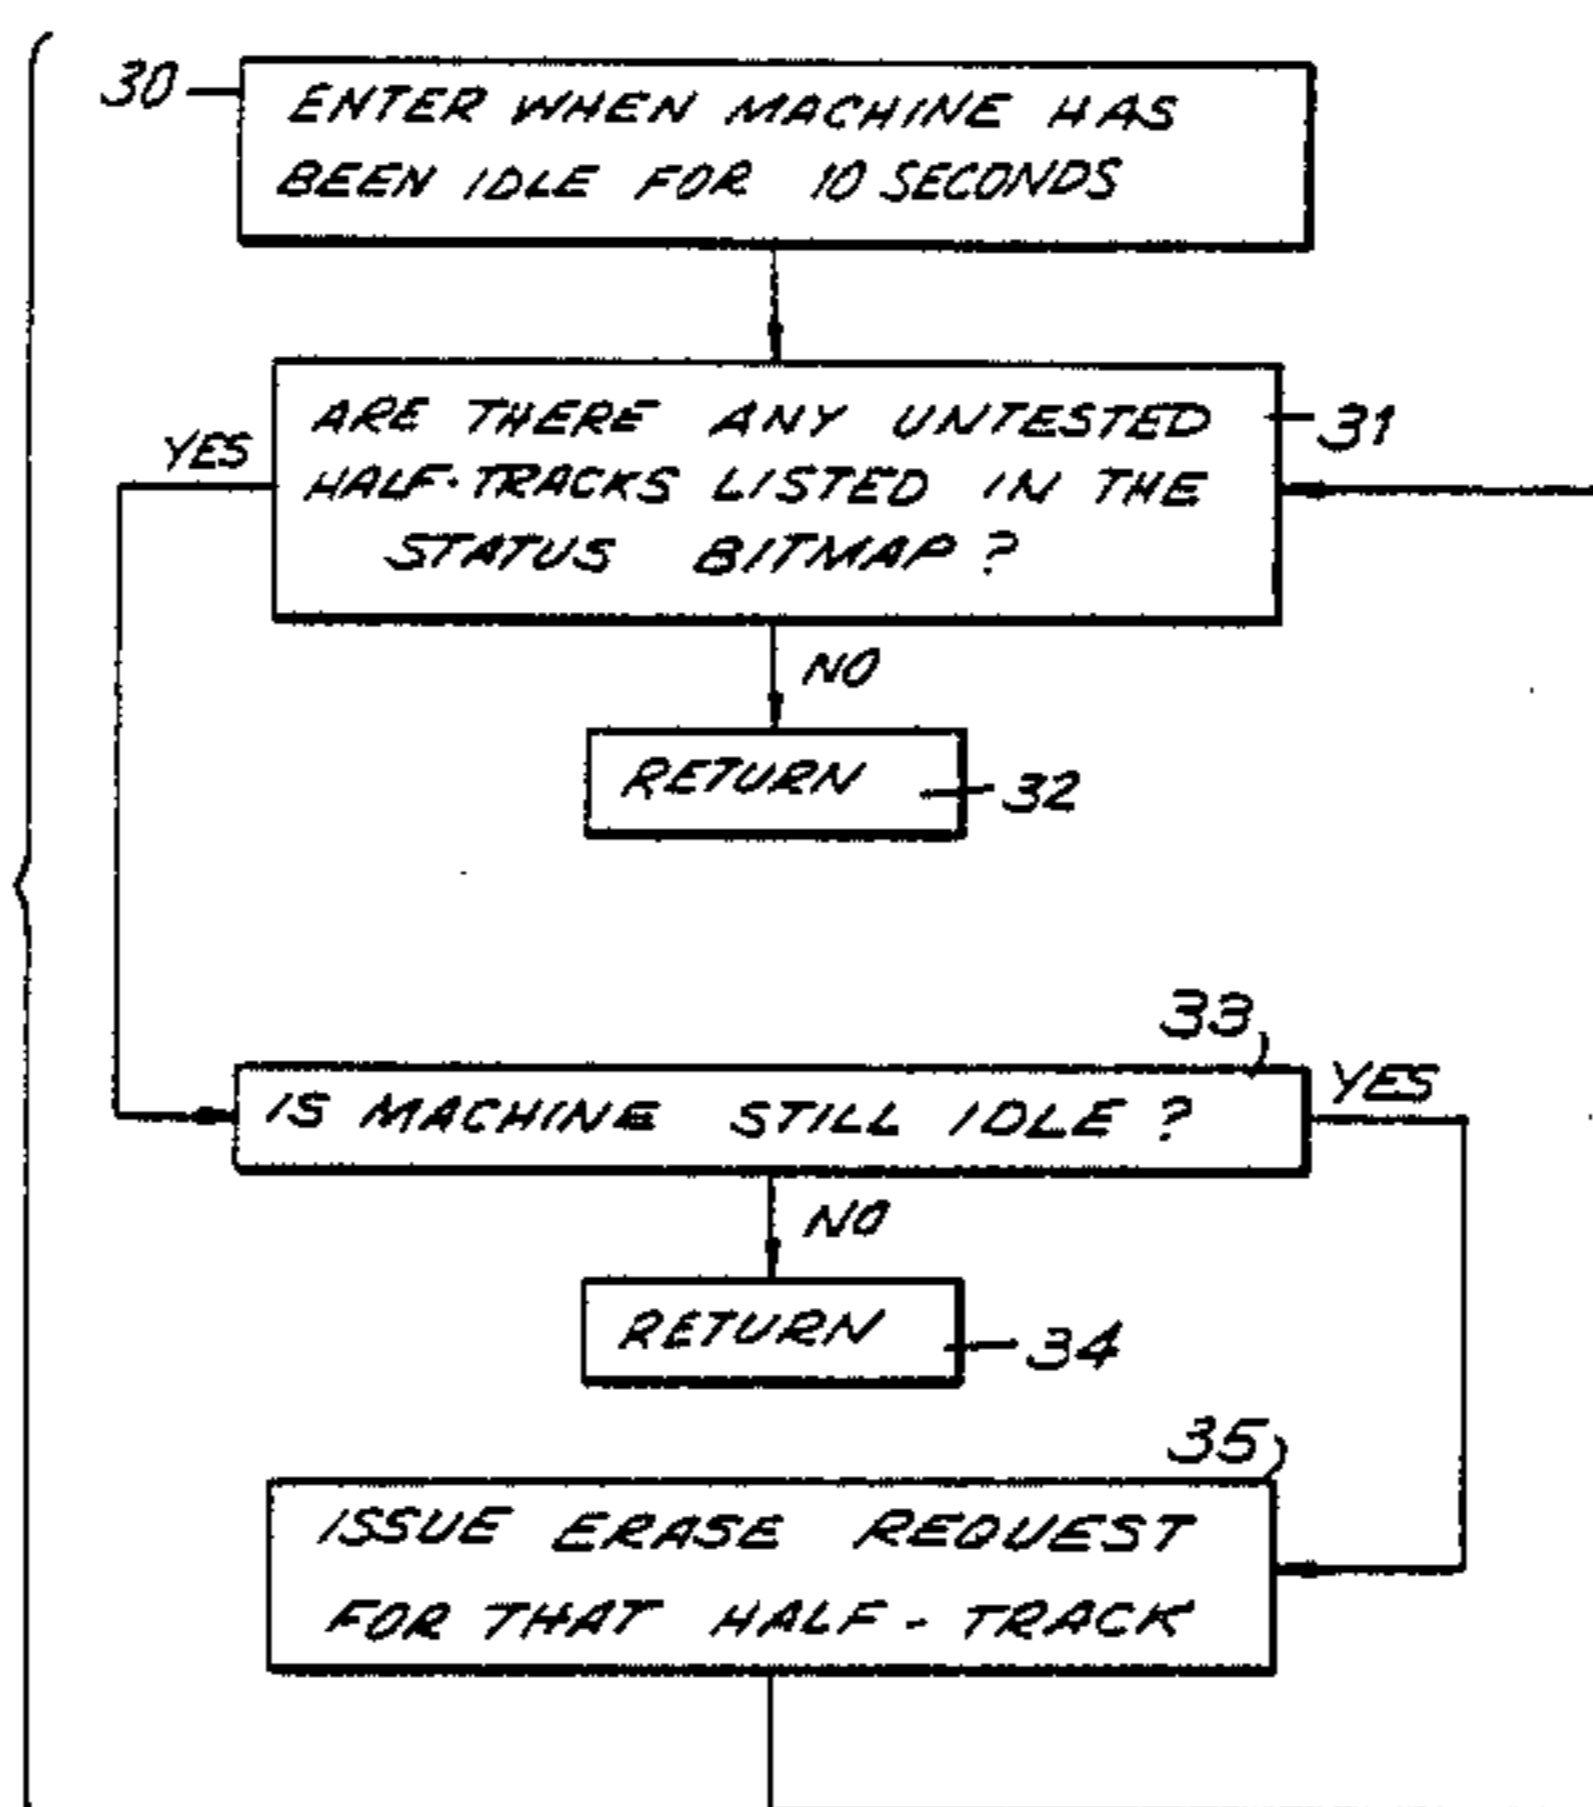 30
ENTER WHEN MACHINE HAS
BEEN IDLE FOR 10 SECONDS
ARE THERE ANY UNTESTED
HALF-TRACKS LISTED IN THE
STATUS BITMAP?
31
YES
NO
RETURN
32
33
IS MACHINE STILL IDLE?
YES
NO
RETURN
34
35
ISSUE ERASE REQUEST
FOR THAT HALF-TRACK